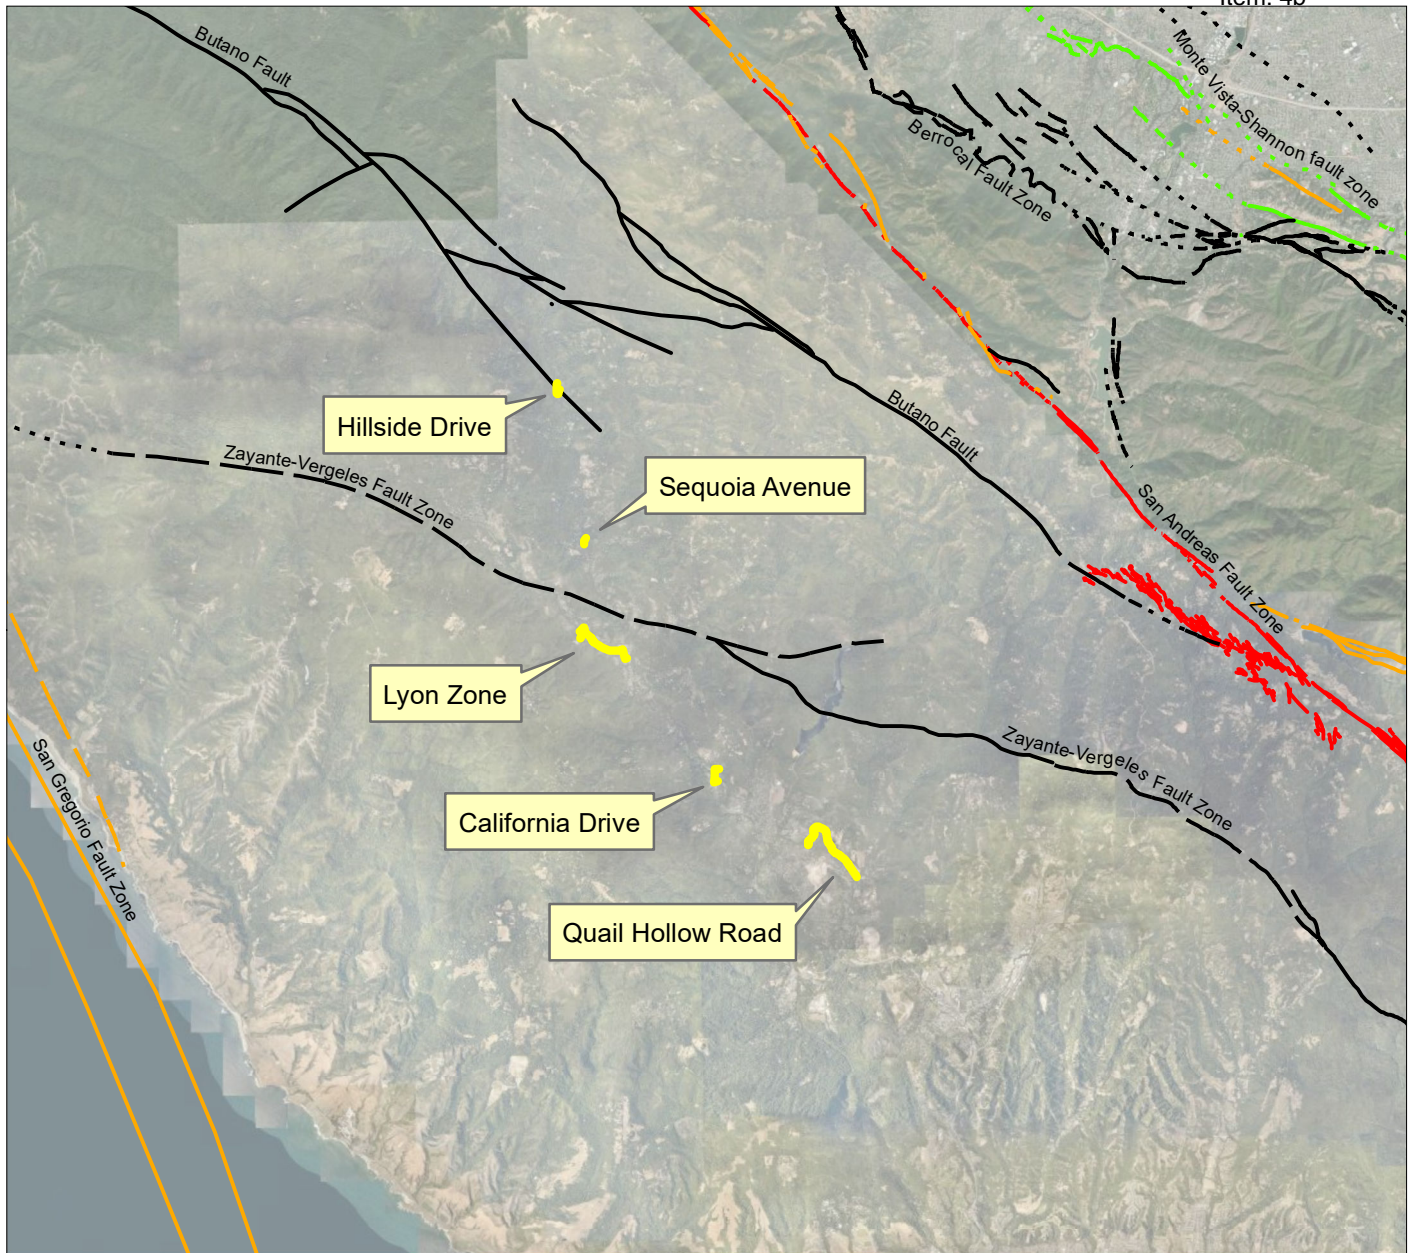 Item: 4b
Butano Fault
Monte Vista-Shannon fault zone
Berrocal Fault Zone
Hillside Drive
Butano Fault
Zayante-Vergeles Fault Zone
Sequoia Avenue
San Andreas Fault Zone
Lyon Zone
San Gregorio Fault Zone
Zayante-Vergeles Fault Zone
California Drive
Quail Hollow Road